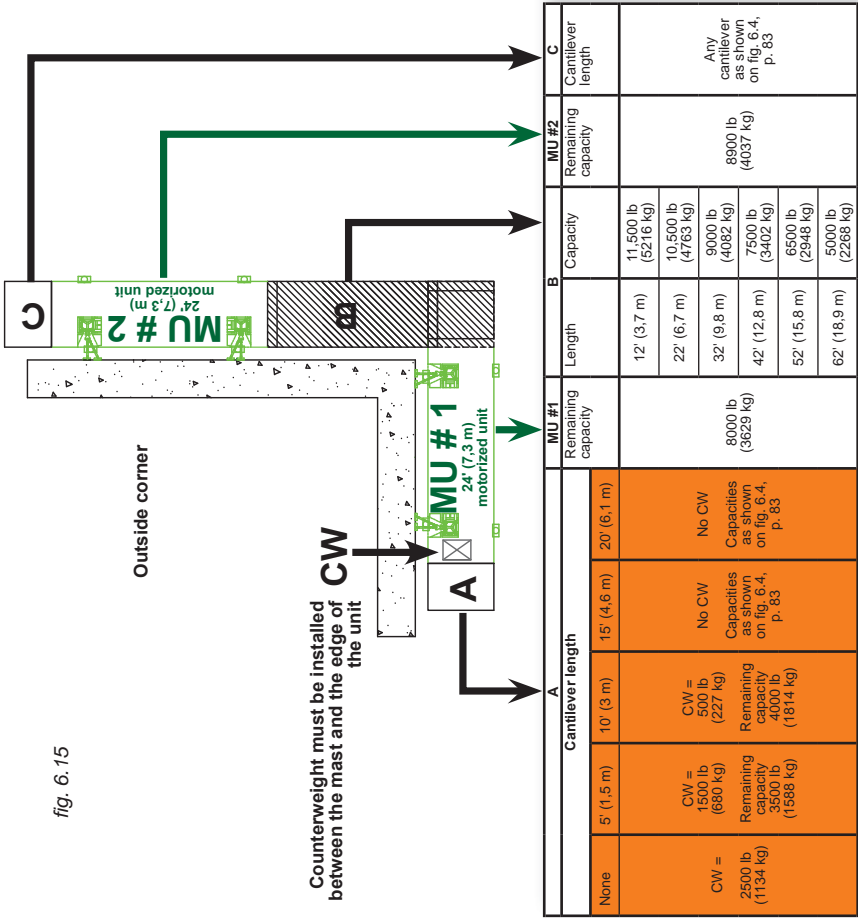 fig. 6.15
Outside corner
Counterweight must be installed
between the mast and the edge of
the unit
CW
A
MU # 1
24' (7,3 m)
motorized unit
B
MU # 2
24' (7,3 m)
motorized unit
C
A
Cantilever length
None
5' (1,5 m)
10' (3 m)
15' (4,6 m)
20' (6,1 m)
CW =
2500 lb
(1134 kg)
CW =
1500 lb
(680 kg)
Remaining
capacity
3500 lb
(1588 kg)
CW =
500 lb
(227 kg)
Remaining
capacity
4000 lb
(1814 kg)
No CW
Capacities
as shown
on fig. 6.4,
p. 83
No CW
Capacities
as shown
on fig. 6.4,
p. 83
MU #1
Remaining
capacity
8000 lb
(3629 kg)
B
Length
Capacity
12' (3,7 m)
11,500 lb
(5216 kg)
22' (6,7 m)
10,500 lb
(4763 kg)
32' (9,8 m)
9000 lb
(4082 kg)
42' (12,8 m)
7500 lb
(3402 kg)
52' (15,8 m)
6500 lb
(2948 kg)
62' (18,9 m)
5000 lb
(2268 kg)
MU #2
Remaining
capacity
8900 lb
(4037 kg)
C
Cantilever
length
Any
cantilever
as shown
on fig. 6.4,
p. 83